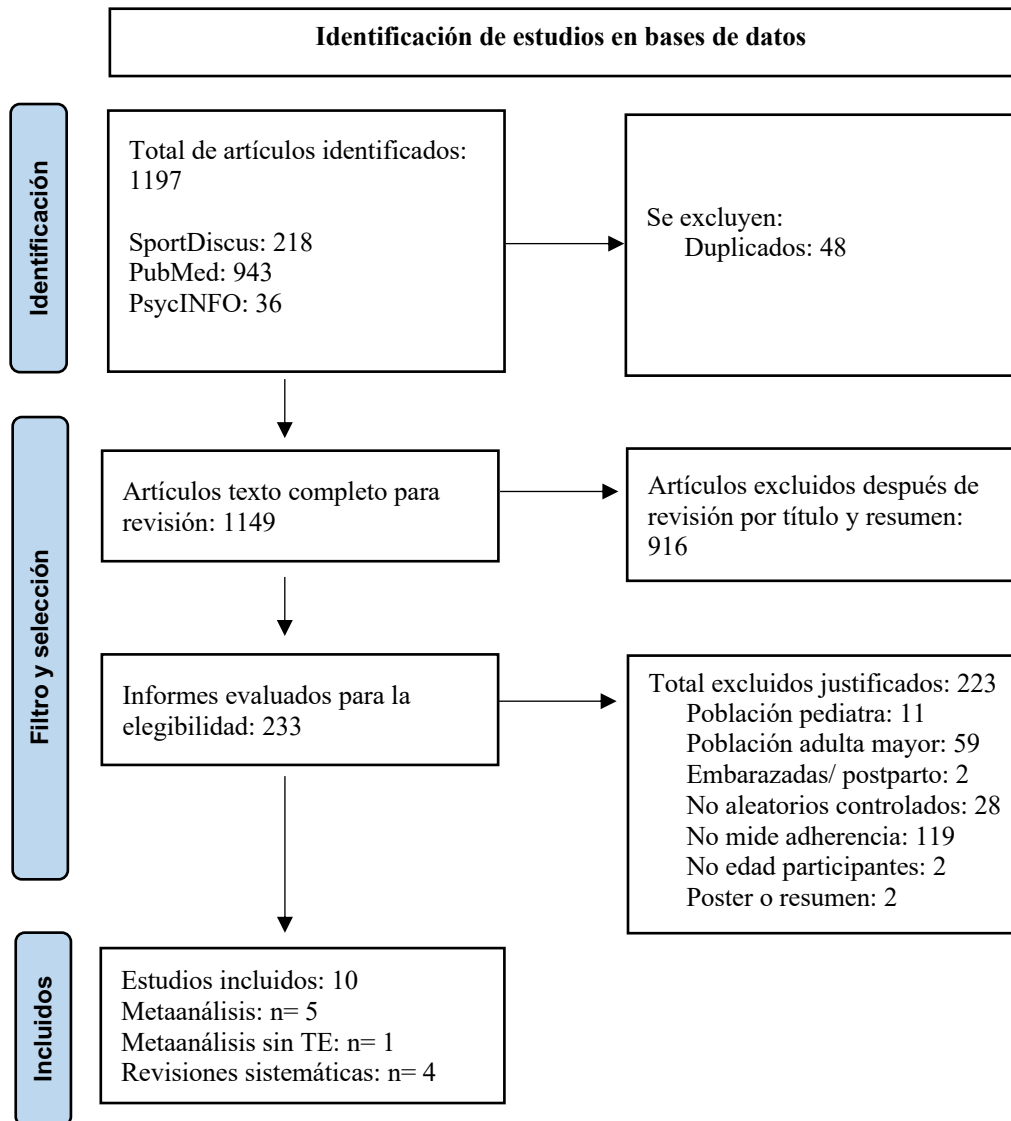 Identificación de estudios en bases de datos
Identificación
Total de artículos identificados:
1197
SportDiscus: 218
PubMed: 943
PsycINFO: 36
Se excluyen:
Duplicados: 48
Filtro y selección
Artículos texto completo para
revisión: 1149
Artículos excluidos después de
revisión por título y resumen:
916
Informes evaluados para la
elegibilidad: 233
Total excluidos justificados: 223
Población pediatra: 11
Población adulta mayor: 59
Embarazadas/ postparto: 2
No aleatorios controlados: 28
No mide adherencia: 119
No edad participantes: 2
Poster o resumen: 2
Incluidos
Estudios incluidos: 10
Metaanálisis: n= 5
Metaanálisis sin TE: n= 1
Revisiones sistemáticas: n= 4